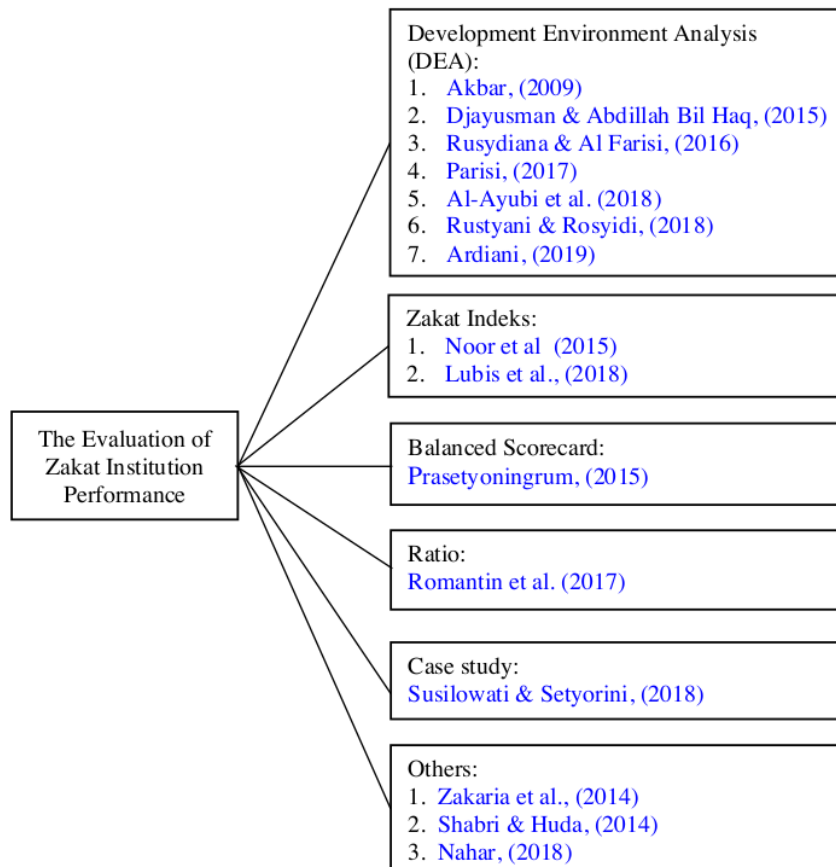 Development Environment Analysis
(DEA):
1. Akbar, (2009)
2. Djayusman & Abdillah Bil Haq, (2015)
3. Rusydiana & Al Farisi, (2016)
4. Parisi, (2017)
5. Al-Ayubi et al. (2018)
6. Rustyani & Rosyidi, (2018)
7. Ardiani, (2019)
Zakat Indeks:
1. Noor et al (2015)
2. Lubis et al., (2018)
The Evaluation of
Zakat Institution
Performance
Balanced Scorecard:
Prasetyoningrum, (2015)
Ratio:
Romantin et al. (2017)
Case study:
Susilowati & Setyorini, (2018)
Others:
1. Zakaria et al., (2014)
2. Shabri & Huda, (2014)
3. Nahar, (2018)